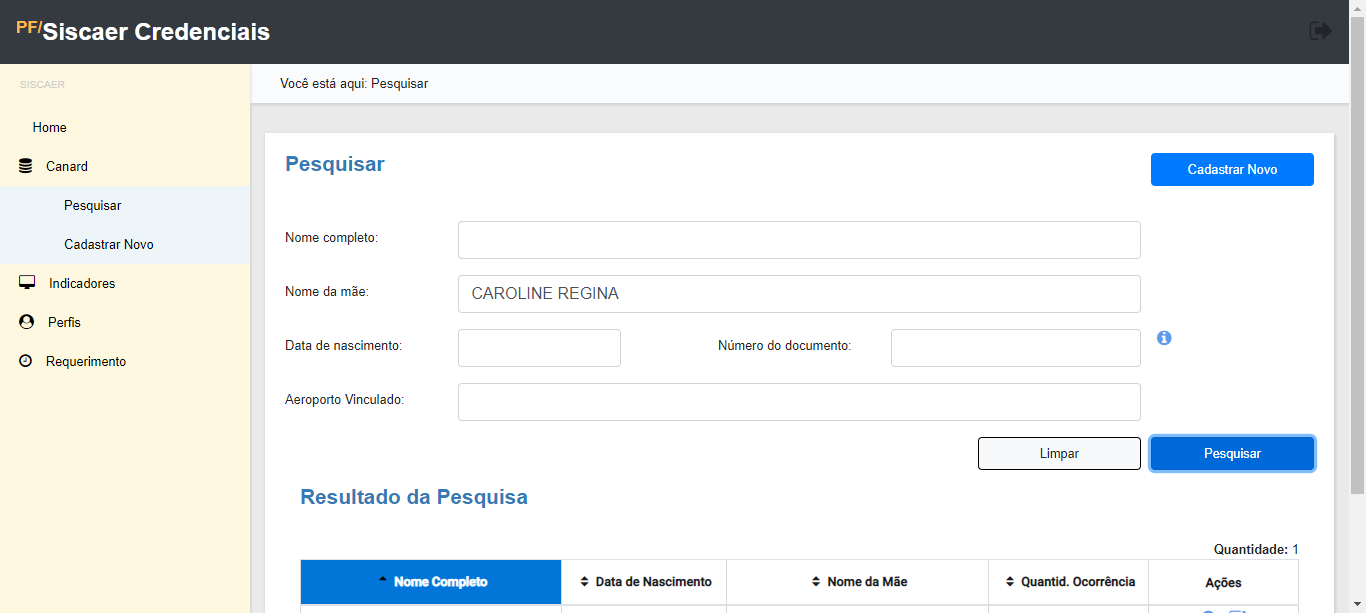 PF/Siscaer Credenciais
SISCAER
Você está aqui: Pesquisar
Home
Canard
Pesquisar
Cadastrar Novo
Indicadores
Perfis
Requerimento
Pesquisar
Cadastrar Novo
Nome completo:
Nome da mãe: CAROLINE REGINA
Data de nascimento: Número do documento:
Aeroporto Vinculado:
Limpar Pesquisar
Resultado da Pesquisa
Quantidade: 1
Nome Completo Data de Nascimento Nome da Mãe Quantid. Ocorrência Ações